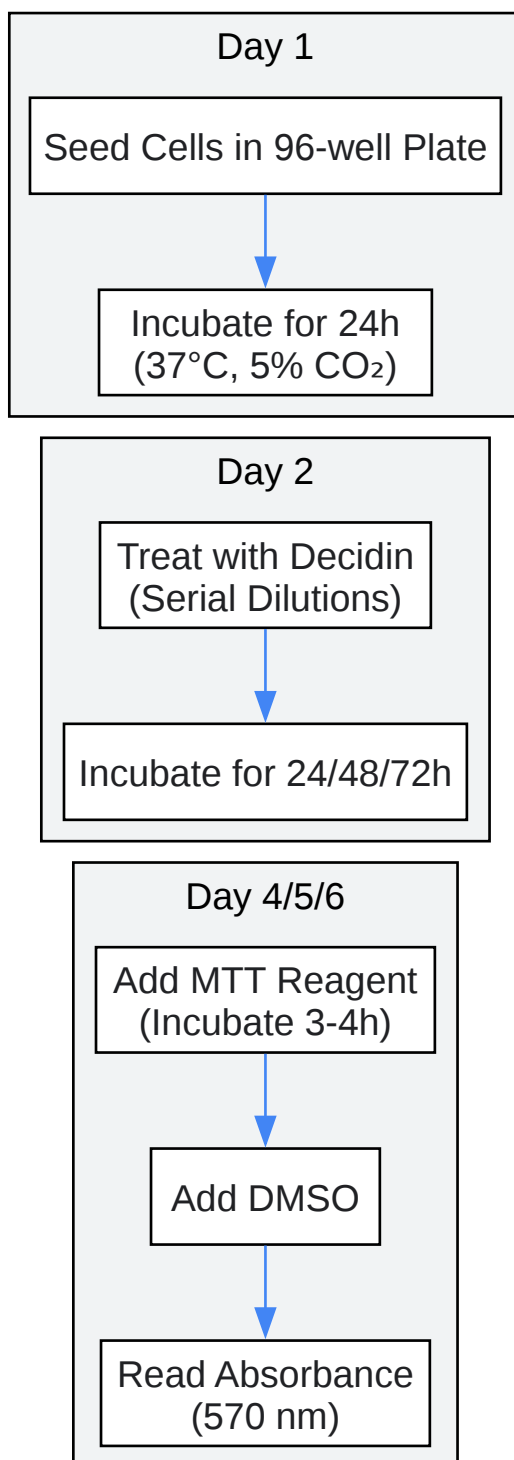 Day 1
Seed Cells in 96-well Plate
Incubate for 24h
(37°C, 5% CO₂)
Day 2
Treat with Decidin
(Serial Dilutions)
Incubate for 24/48/72h
Day 4/5/6
Add MTT Reagent
(Incubate 3-4h)
Add DMSO
Read Absorbance
(570 nm)